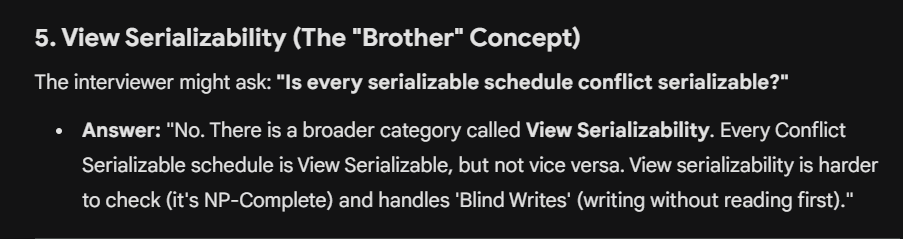 5. View Serializability (The "Brother" Concept)
The interviewer might ask: "Is every serializable schedule conflict serializable?"
• Answer: "No. There is a broader category called View Serializability. Every Conflict
Serializable schedule is View Serializable, but not vice versa. View serializability is harder
to check (it's NP-Complete) and handles 'Blind Writes' (writing without reading first)."